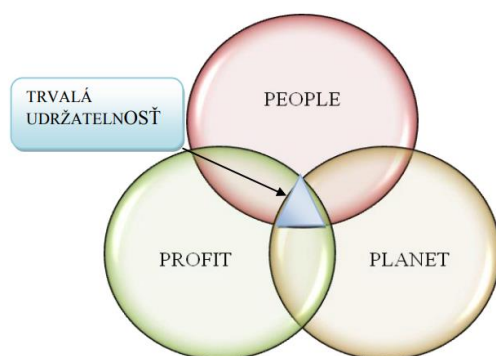 PEOPLE
TRVALÁ
UDRŽATELNOSŤ
PROFIT
PLANET